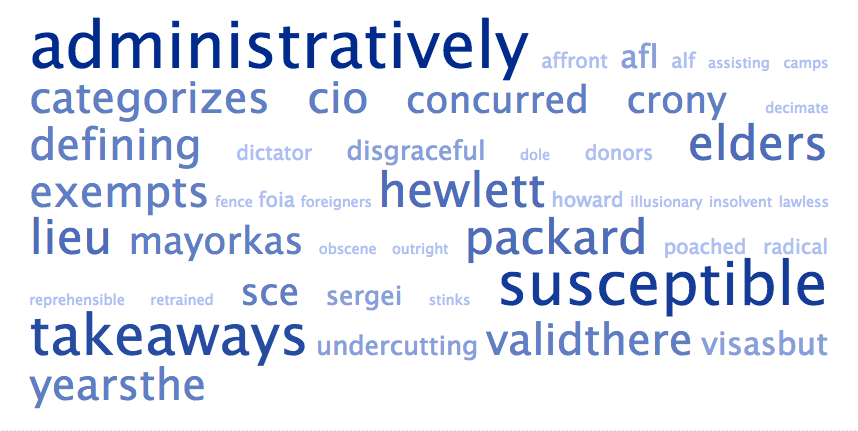 administratively affront afl alf assisting camps
categorizes cio concurred crony decimate
defining dictator disgraceful dole donors elders
exempts fence foia foreigners hewlett howard illusionary insolvent lawless
lieu mayorkas obscene outright packard poached radical
reprehensible retrained sce sergei stinks susceptible
takeaways undercutting validthere visasbut
yearsthe